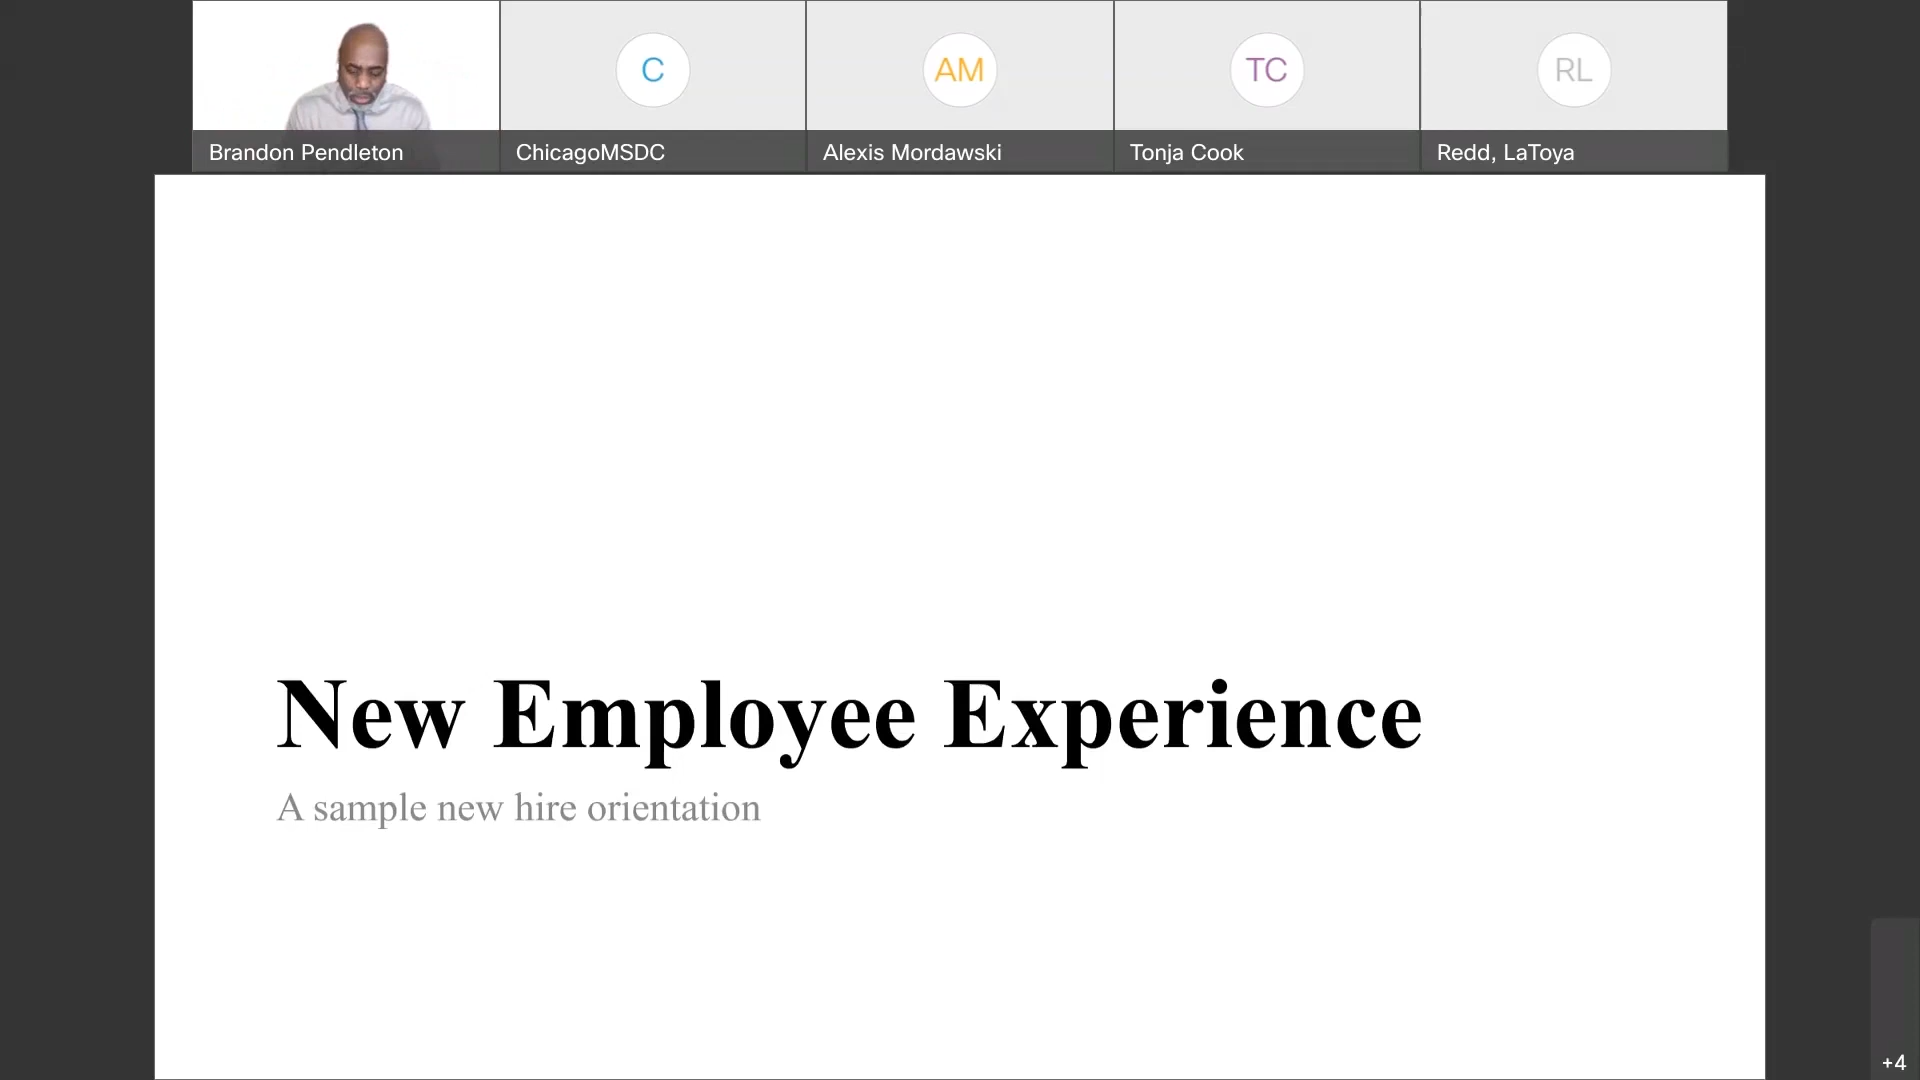 C
AM
TC
RL
Brandon Pendleton
ChicagoMSDC
Alexis Mordawski
Tonja Cook
Redd, LaToya
New Employee Experience
A sample new hire orientation
+4